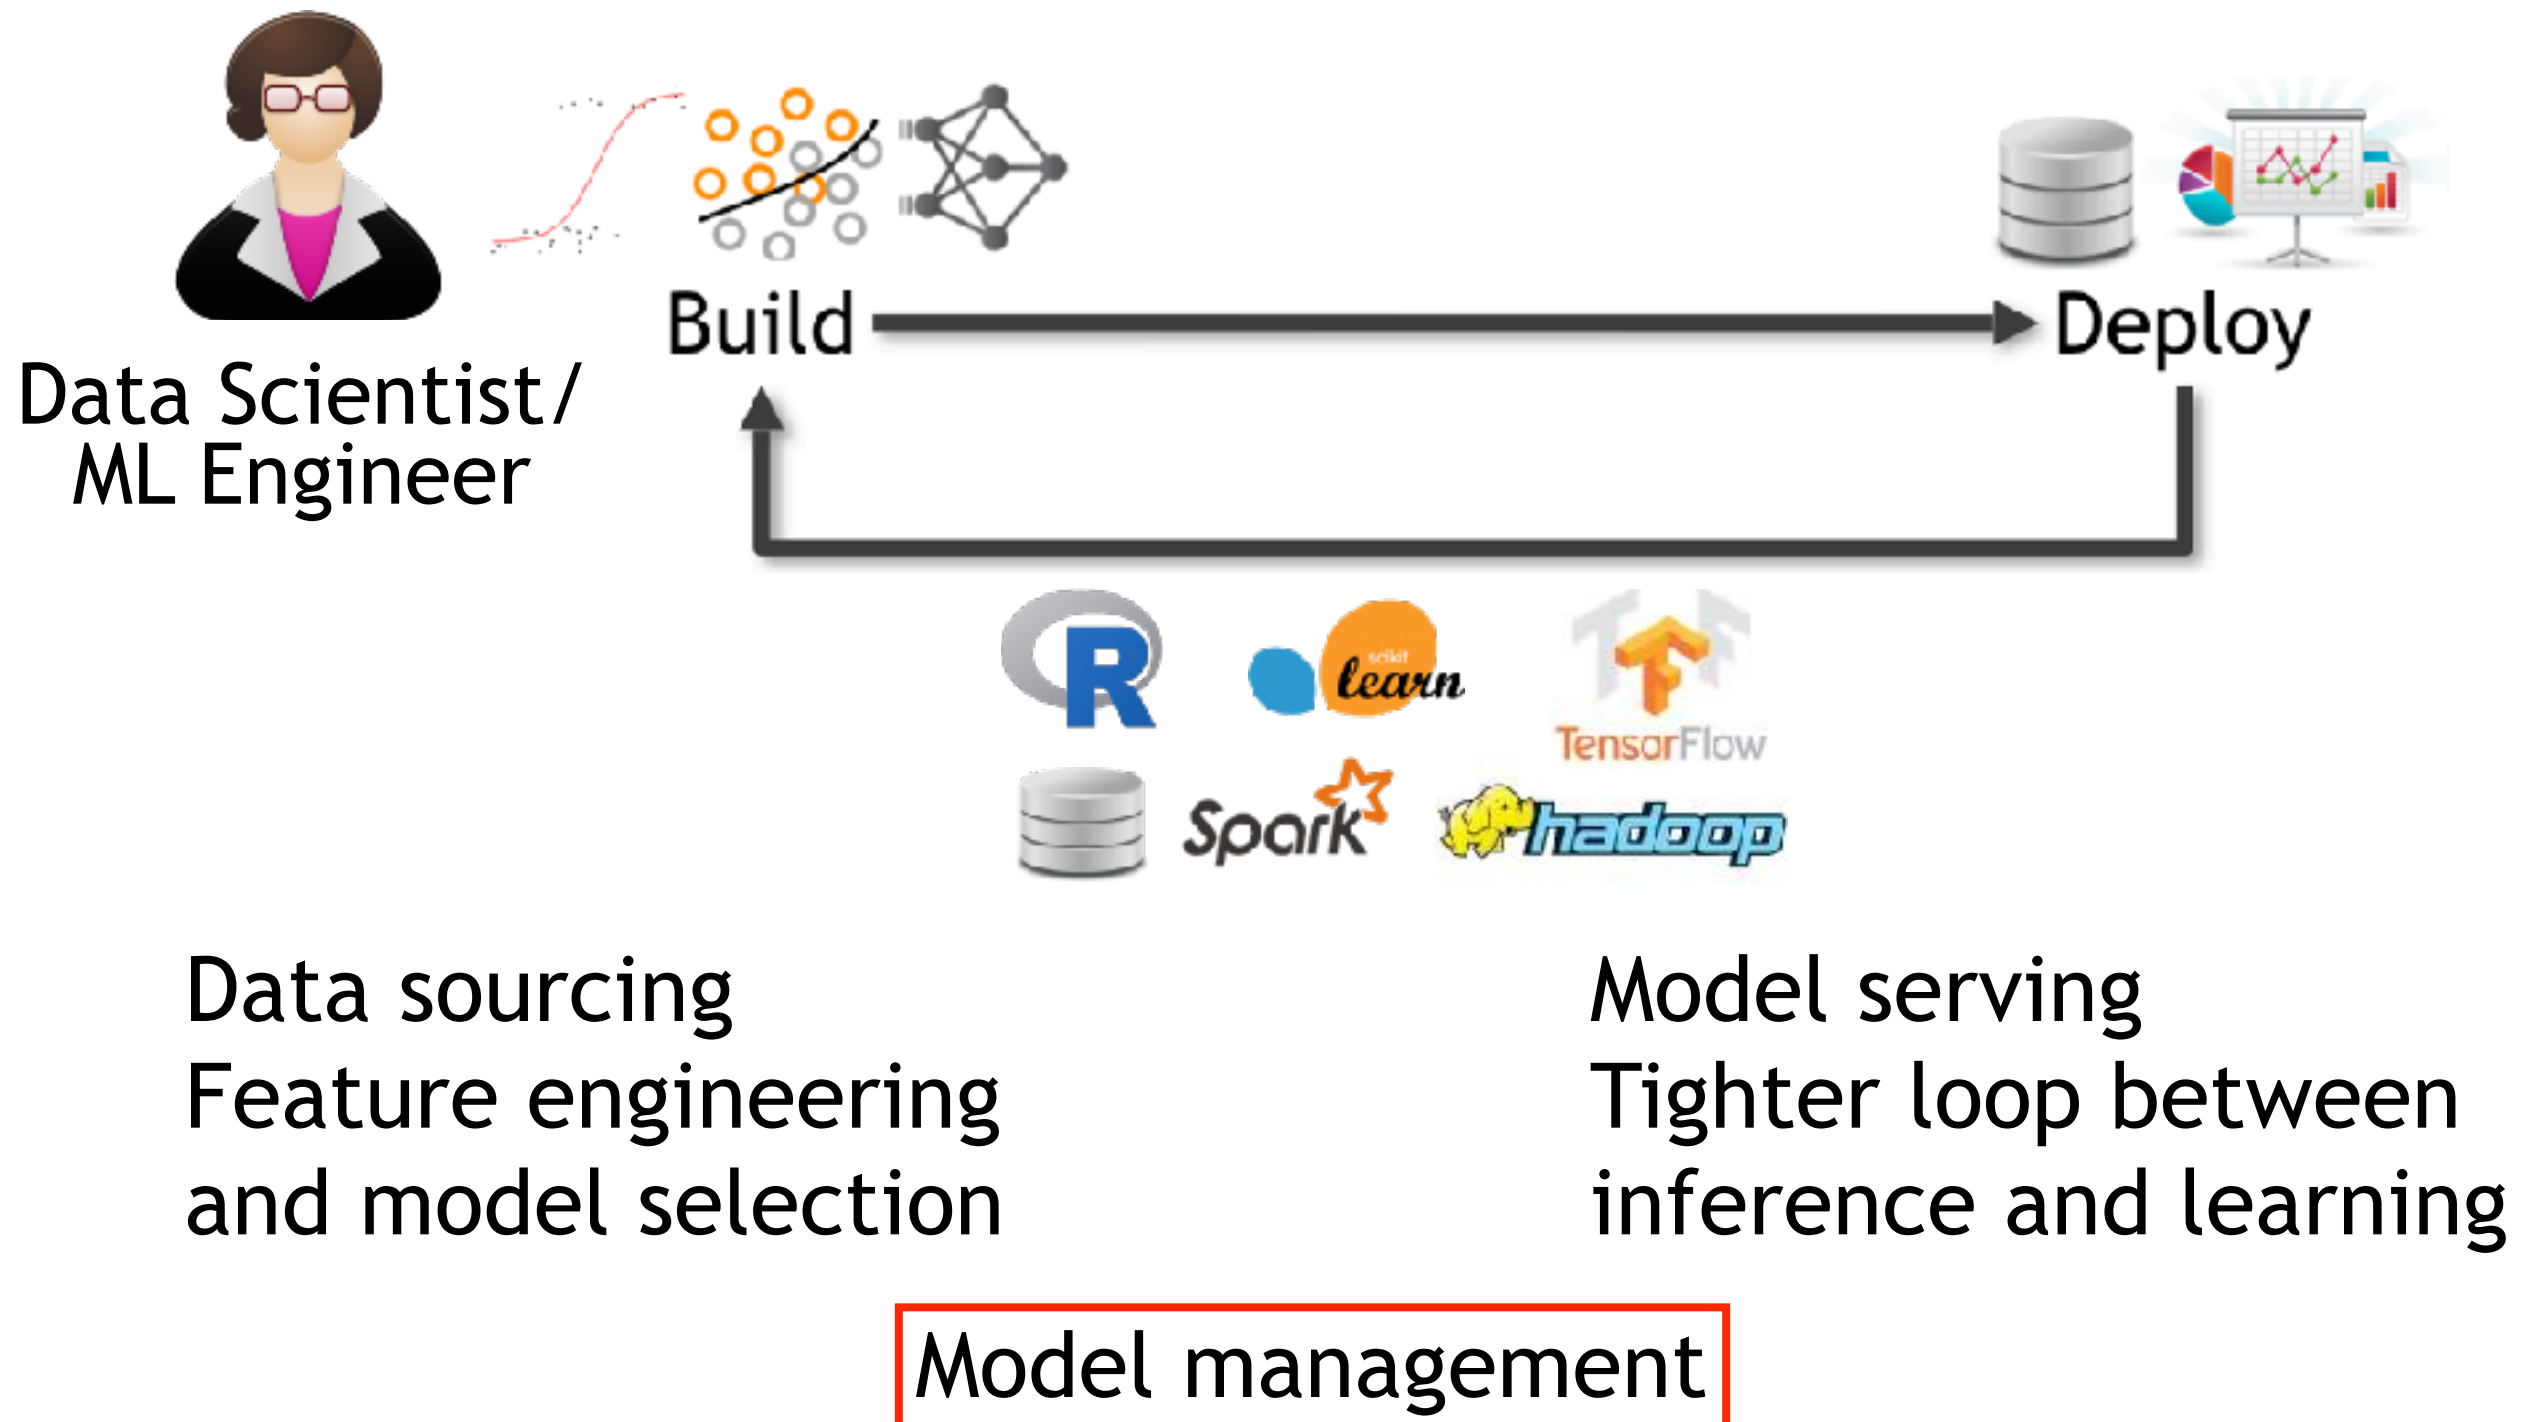 Build
Deploy
Data Scientist/
ML Engineer
R
scikit
learn
TensorFlow
Spark
hadoop
Data sourcing
Feature engineering
and model selection
Model serving
Tighter loop between
inference and learning
Model management